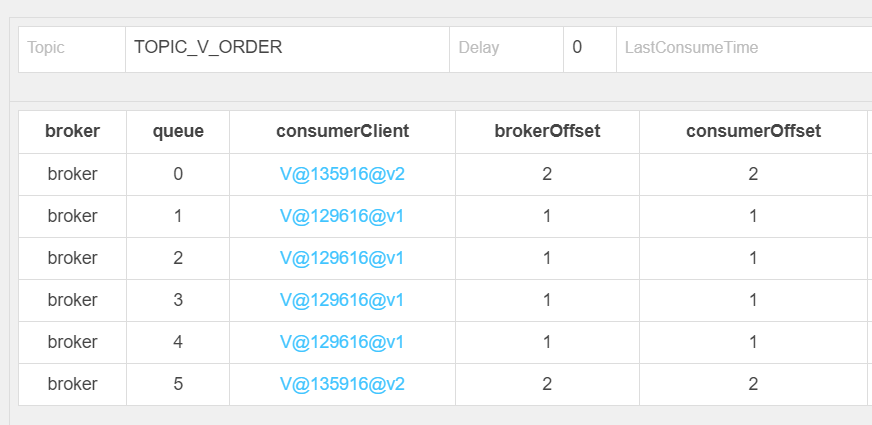 Topic TOPIC_V_ORDER Delay 0 LastConsumeTime
broker queue consumerClient brokerOffset consumerOffset
broker 0 V@135916@v2 2 2
broker 1 V@129616@v1 1 1
broker 2 V@129616@v1 1 1
broker 3 V@129616@v1 1 1
broker 4 V@129616@v1 1 1
broker 5 V@135916@v2 2 2